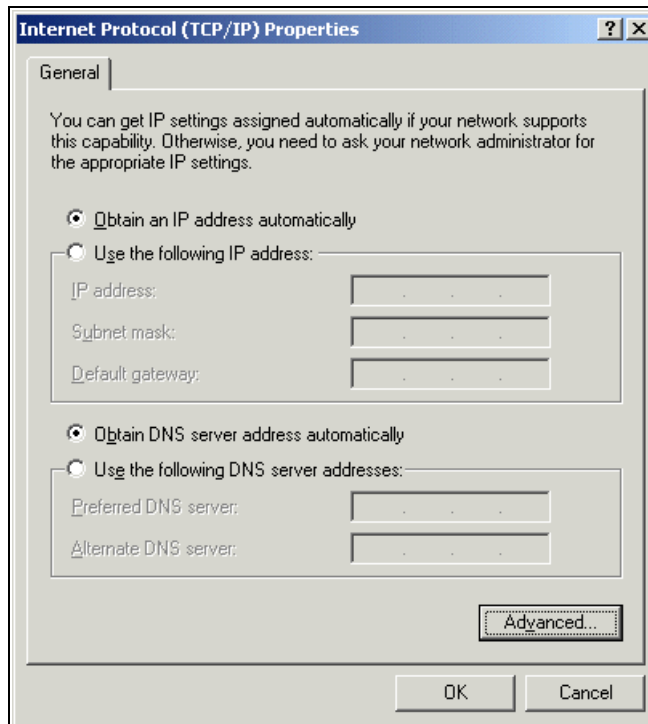 Internet Protocol (TCP/IP) Properties
General
You can get IP settings assigned automatically if your network supports
this capability. Otherwise, you need to ask your network administrator for
the appropriate IP settings.
Obtain an IP address automatically
Use the following IP address:
IP address:
Subnet mask:
Default gateway:
Obtain DNS server address automatically
Use the following DNS server addresses:
Preferred DNS server:
Alternate DNS server:
Advanced...
OK Cancel